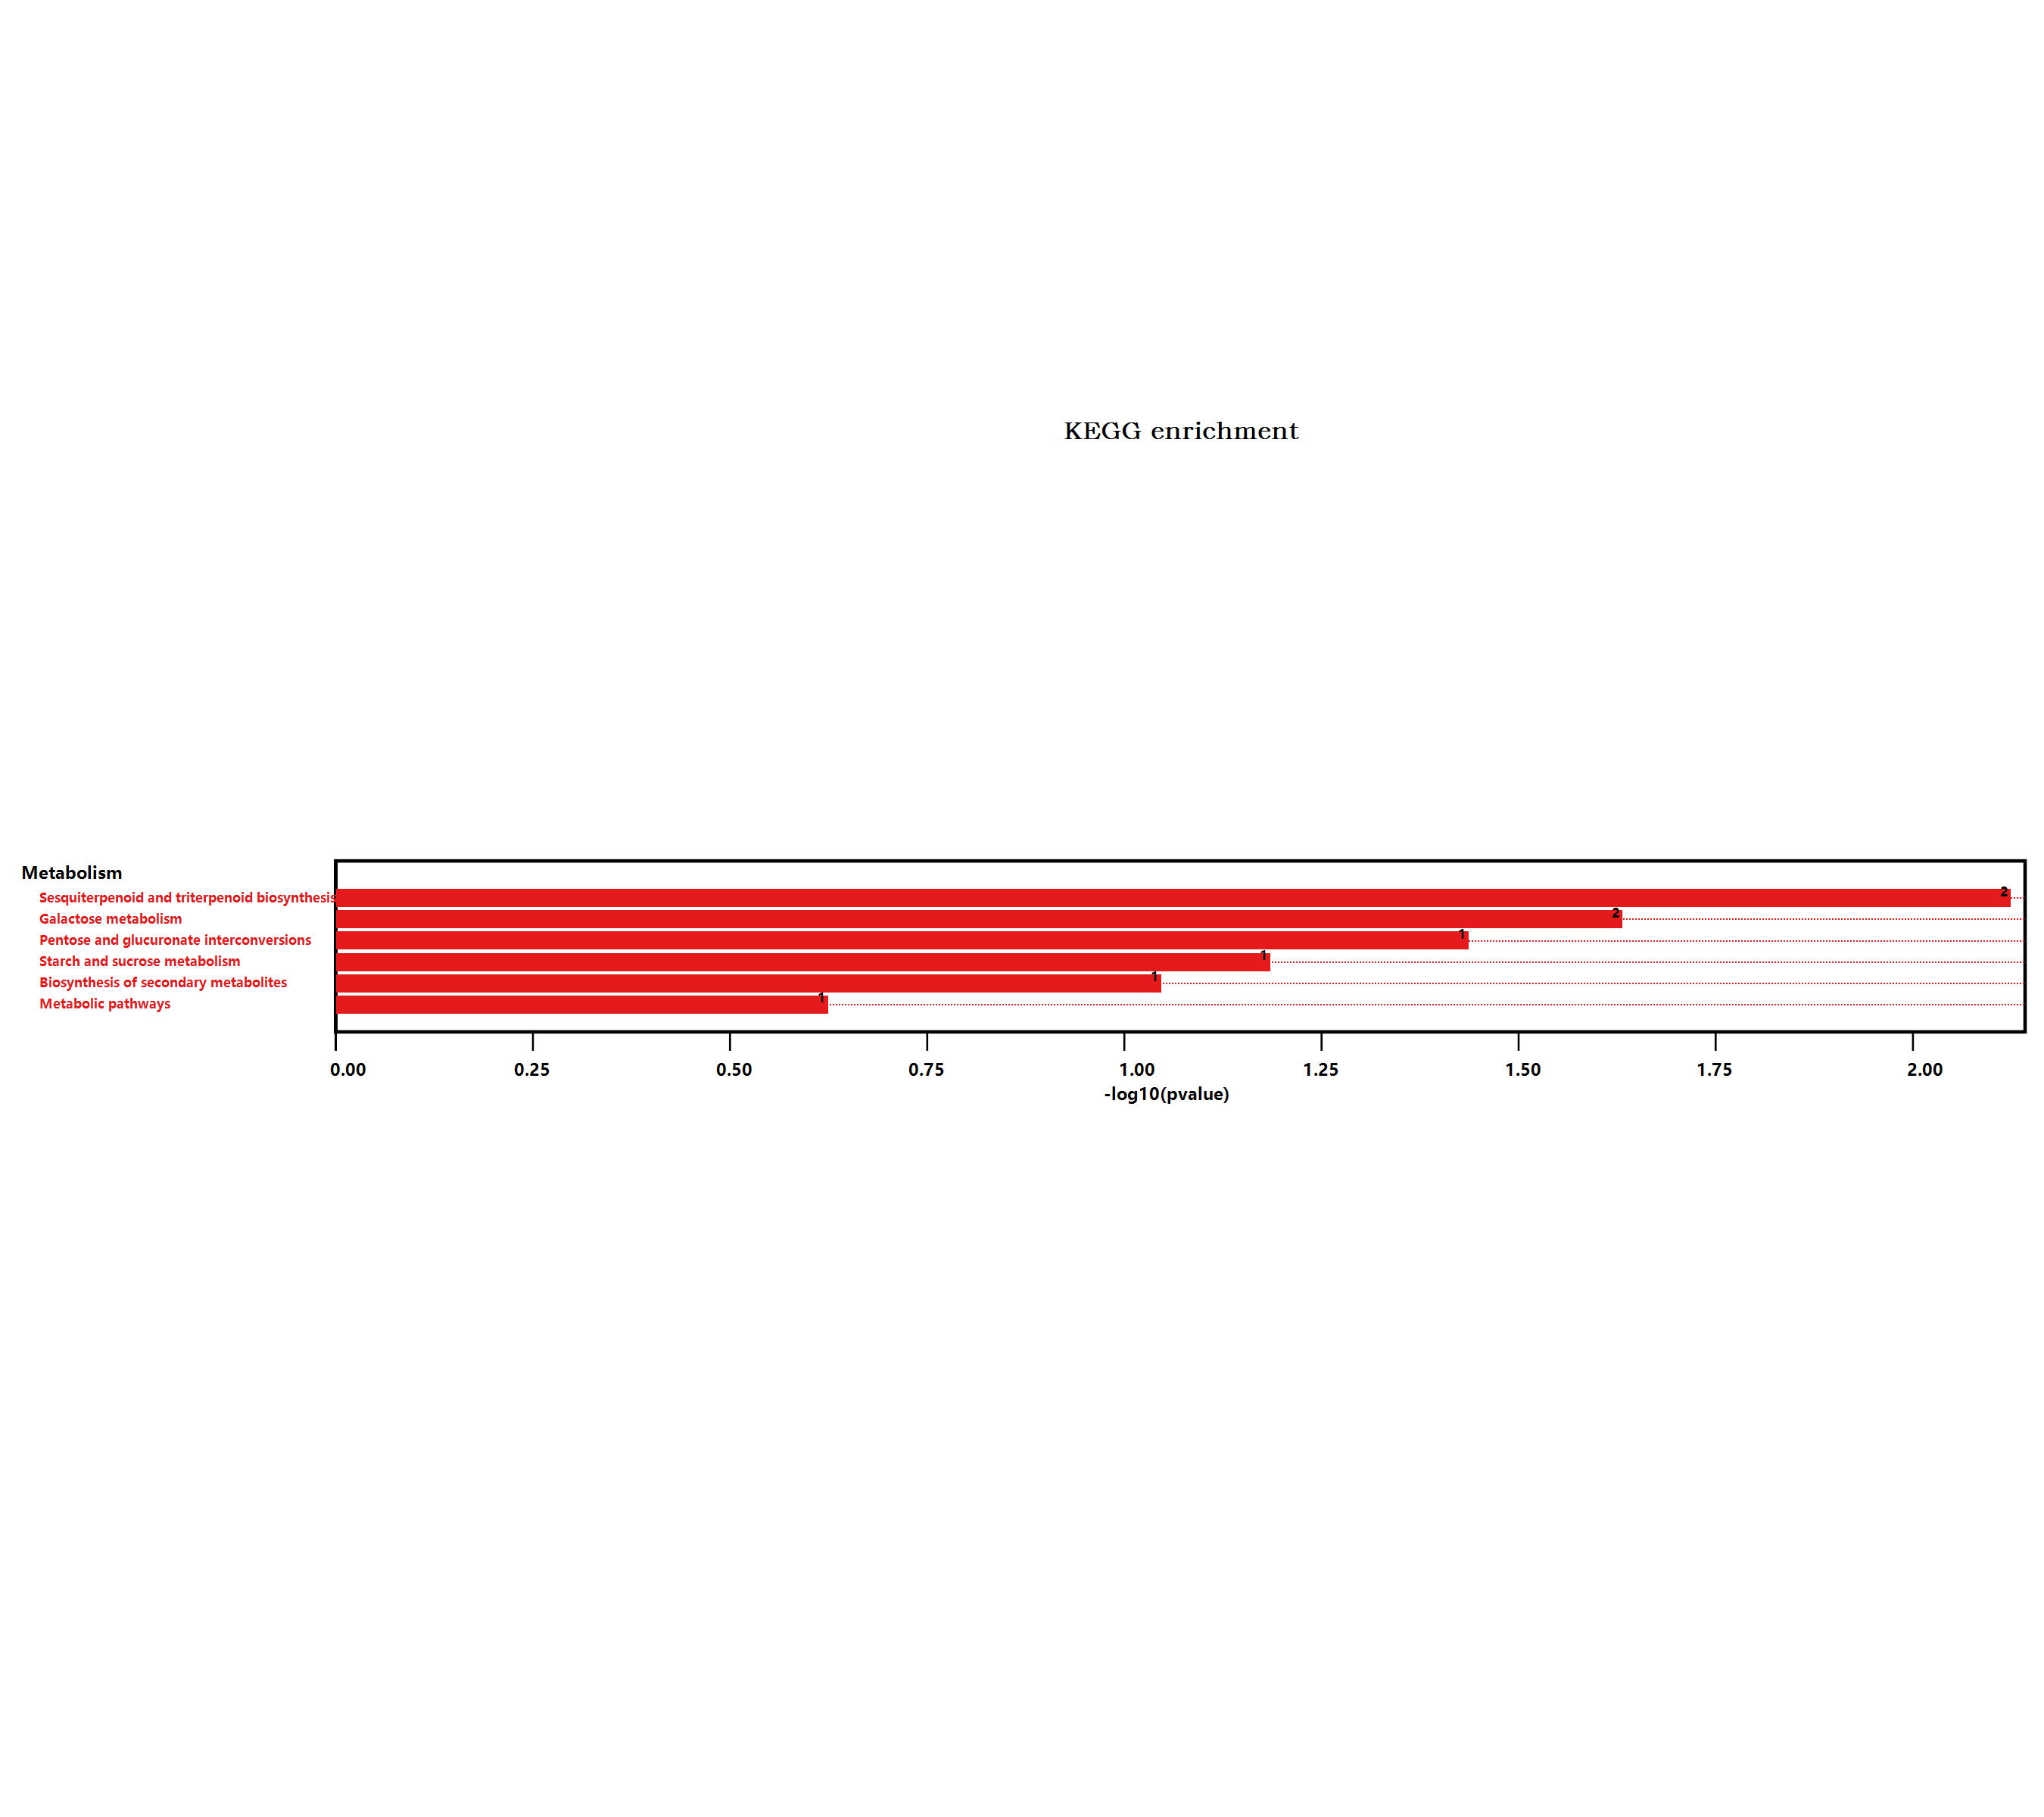 KEGG enrichment
Metabolism
Sesquiterpenoid and triterpenoid biosynthesis 2
Galactose metabolism 2
Pentose and glucuronate interconversions 1
Starch and sucrose metabolism 1
Biosynthesis of secondary metabolites 1
Metabolic pathways 1
0.00 0.25 0.50 0.75 1.00 1.25 1.50 1.75 2.00
-log10(pvalue)